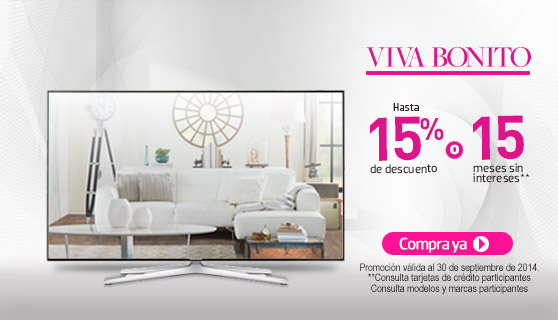 VIVA BONITO
Hasta
15% o 15
de descuento
meses sin
intereses**
Compra ya
Promoción válida al 30 de septiembre de 2014.
**Consulta tarjetas de crédito participantes
Consulta modelos y marcas participantes